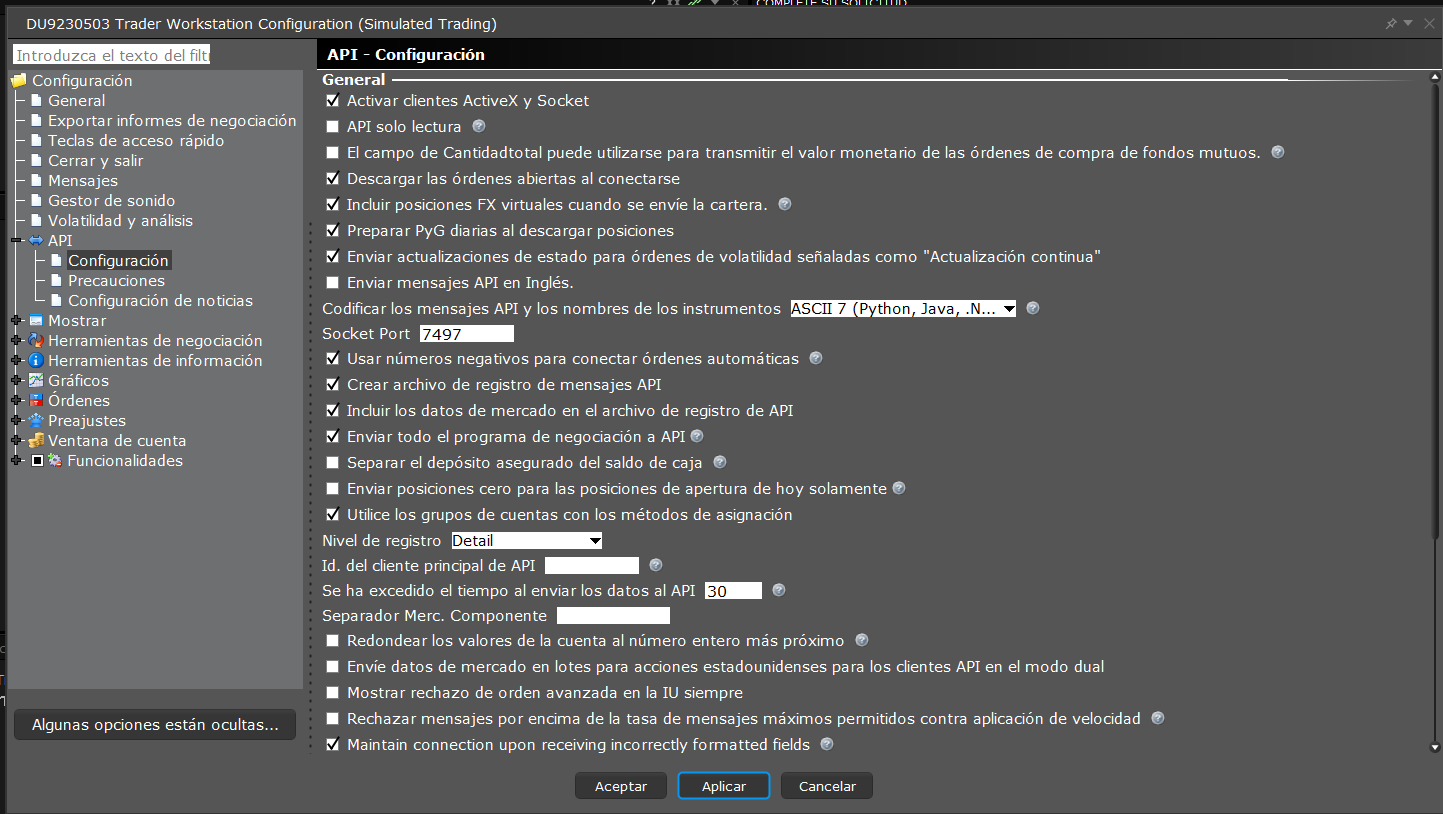 COMPLETE SU SOLICITUD
DU9230503 Trader Workstation Configuration (Simulated Trading)
Introduzca el texto del filt
Configuración
General
Exportar informes de negociación
Teclas de acceso rápido
Cerrar y salir
Mensajes
Gestor de sonido
Volatilidad y análisis
API
Configuración
Precauciones
Configuración de noticias
Mostrar
Herramientas de negociación
Herramientas de información
Gráficos
Órdenes
Preajustes
Ventana de cuenta
Funcionalidades
Algunas opciones están ocultas...
API - Configuración
General
Activar clientes ActiveX y Socket
API solo lectura
El campo de Cantidadtotal puede utilizarse para transmitir el valor monetario de las órdenes de compra de fondos mutuos.
Descargar las órdenes abiertas al conectarse
Incluir posiciones FX virtuales cuando se envíe la cartera.
Preparar PyG diarias al descargar posiciones
Enviar actualizaciones de estado para órdenes de volatilidad señaladas como "Actualización continua"
Enviar mensajes API en Inglés.
Codificar los mensajes API y los nombres de los instrumentos ASCII 7 (Python, Java, .N...
Socket Port 7497
Usar números negativos para conectar órdenes automáticas
Crear archivo de registro de mensajes API
Incluir los datos de mercado en el archivo de registro de API
Enviar todo el programa de negociación a API
Separar el depósito asegurado del saldo de caja
Enviar posiciones cero para las posiciones de apertura de hoy solamente
Utilice los grupos de cuentas con los métodos de asignación
Nivel de registro Detail
Id. del cliente principal de API
Se ha excedido el tiempo al enviar los datos al API 30
Separador Merc. Componente
Redondear los valores de la cuenta al número entero más próximo
Envíe datos de mercado en lotes para acciones estadounidenses para los clientes API en el modo dual
Mostrar rechazo de orden avanzada en la IU siempre
Rechazar mensajes por encima de la tasa de mensajes máximos permitidos contra aplicación de velocidad
Maintain connection upon receiving incorrectly formatted fields
Aceptar
Aplicar
Cancelar